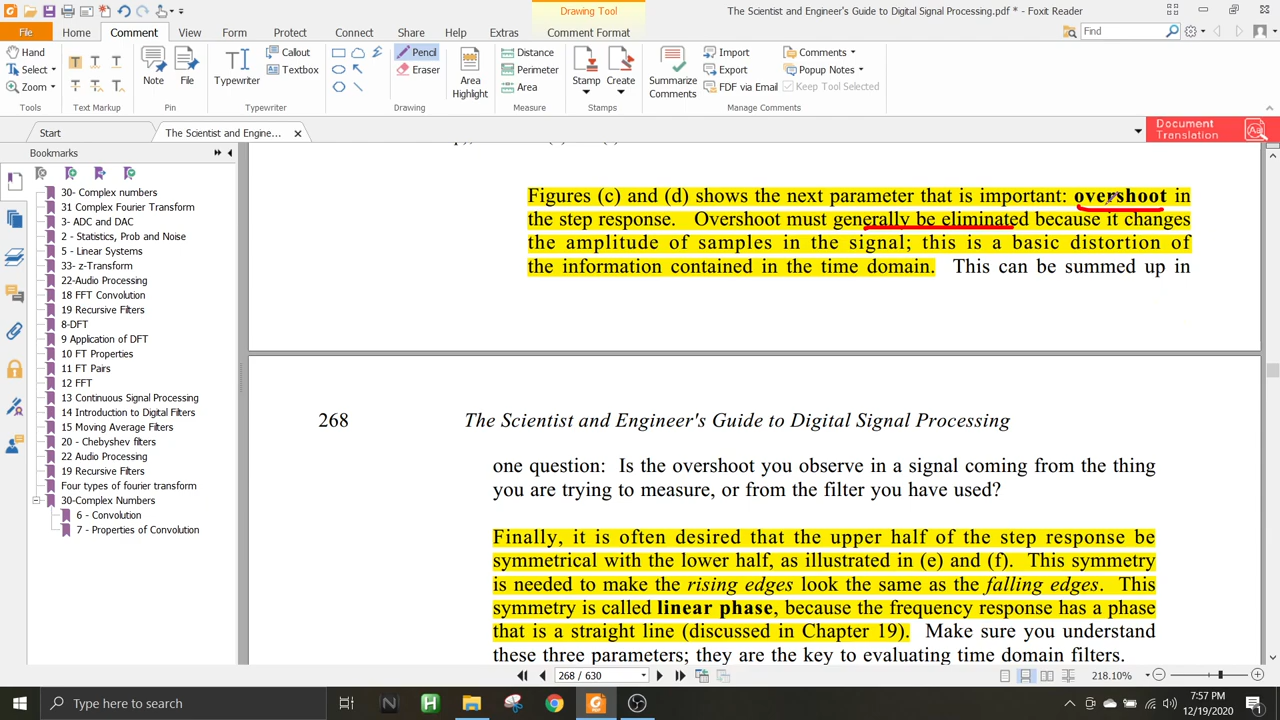 The Scientist and Engineer's Guide to Digital Signal Processing.pdf * - Foxit Reader
Drawing Tool
File Home Comment View Form Protect Connect Share Help Extras Comment Format
Find
Hand
Select
Zoom
Tools
Text Markup
Note
File
Pin
Typewriter
Callout
Textbox
Typewriter
Pencil
Eraser
Drawing
Area
Highlight
Distance
Perimeter
Area
Measure
Stamp
Create
Stamps
Summarize
Comments
Import
Export
FDF via Email
Comments
Popup Notes
Keep Tool Selected
Manage Comments
Start
The Scientist and Engine...
Document
Translation
Bookmarks
30- Complex numbers
31 Complex Fourier Transform
3- ADC and DAC
2 - Statistics, Prob and Noise
5 - Linear Systems
33- z-Transform
22-Audio Processing
18 FFT Convolution
19 Recursive Filters
8-DFT
9 Application of DFT
10 FT Properties
11 FT Pairs
12 FFT
13 Continuous Signal Processing
14 Introduction to Digital Filters
15 Moving Average Filters
20 - Chebyshev filters
22 Audio Processing
19 Recursive Filters
Four types of fourier transform
30-Complex Numbers
6 - Convolution
7 - Properties of Convolution
Figures (c) and (d) shows the next parameter that is important: overshoot in
the step response. Overshoot must generally be eliminated because it changes
the amplitude of samples in the signal; this is a basic distortion of
the information contained in the time domain. This can be summed up in
268 The Scientist and Engineer's Guide to Digital Signal Processing
one question: Is the overshoot you observe in a signal coming from the thing
you are trying to measure, or from the filter you have used?
Finally, it is often desired that the upper half of the step response be
symmetrical with the lower half, as illustrated in (e) and (f). This symmetry
is needed to make the rising edges look the same as the falling edges. This
symmetry is called linear phase, because the frequency response has a phase
that is a straight line (discussed in Chapter 19). Make sure you understand
these three parameters; they are the key to evaluating time domain filters.
268 / 630
218.10%
Type here to search
7:57 PM
12/19/2020